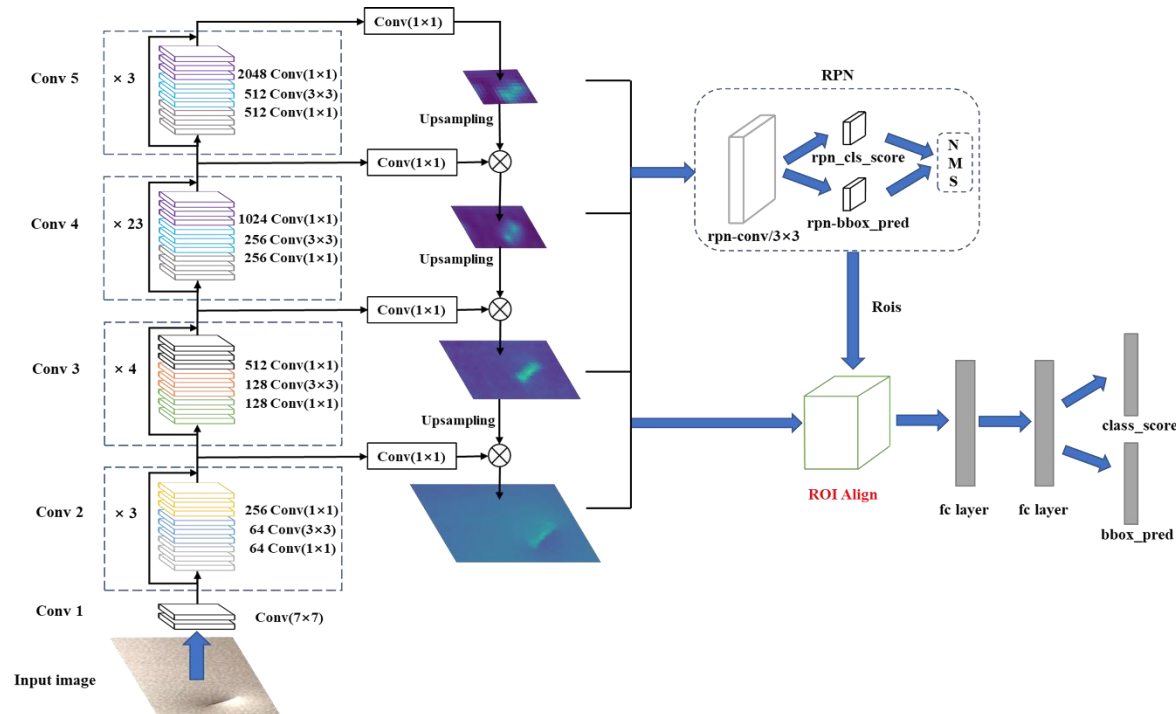 Conv(1×1)
Conv 5
× 3
2048 Conv(1×1)
512 Conv(3×3)
512 Conv(1×1)
Upsampling
Conv(1×1)
Conv 4
× 23
1024 Conv(1×1)
256 Conv(3×3)
256 Conv(1×1)
Upsampling
Conv(1×1)
Conv 3
× 4
512 Conv(1×1)
128 Conv(3×3)
128 Conv(1×1)
Upsampling
Conv(1×1)
Conv 2
× 3
256 Conv(1×1)
64 Conv(3×3)
64 Conv(1×1)
Conv 1
Conv(7×7)
Input image
RPN
rpn_cls_score
rpn-bbox_pred
rpn-conv/3×3
N
M
S
Rois
ROI Align
fc layer
fc layer
class_score
bbox_pred